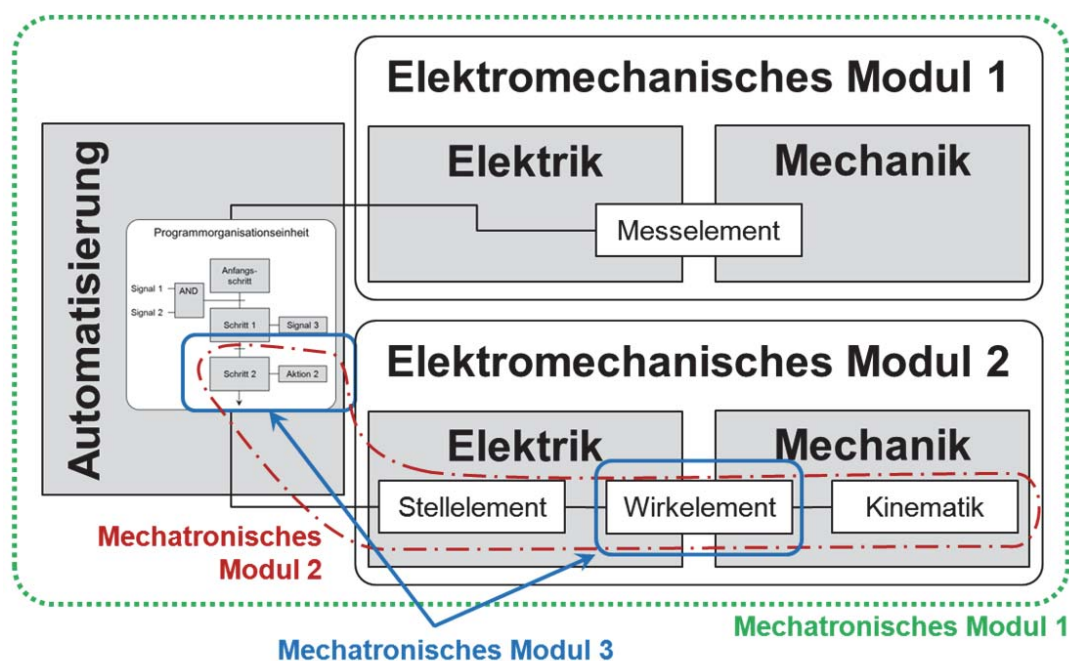 Elektromechanisches Modul 1
Elektrik
Mechanik
Messelement
Automatisierung
Programmorganisationseinheit
Anfangs-
schritt
Signal 1
AND
Signal 2
Schritt 1
Signal 3
Schritt 2
Aktion 2
Elektromechanisches Modul 2
Elektrik
Mechanik
Stellelement
Wirkelement
Kinematik
Mechatronisches
Modul 2
Mechatronisches Modul 1
Mechatronisches Modul 3